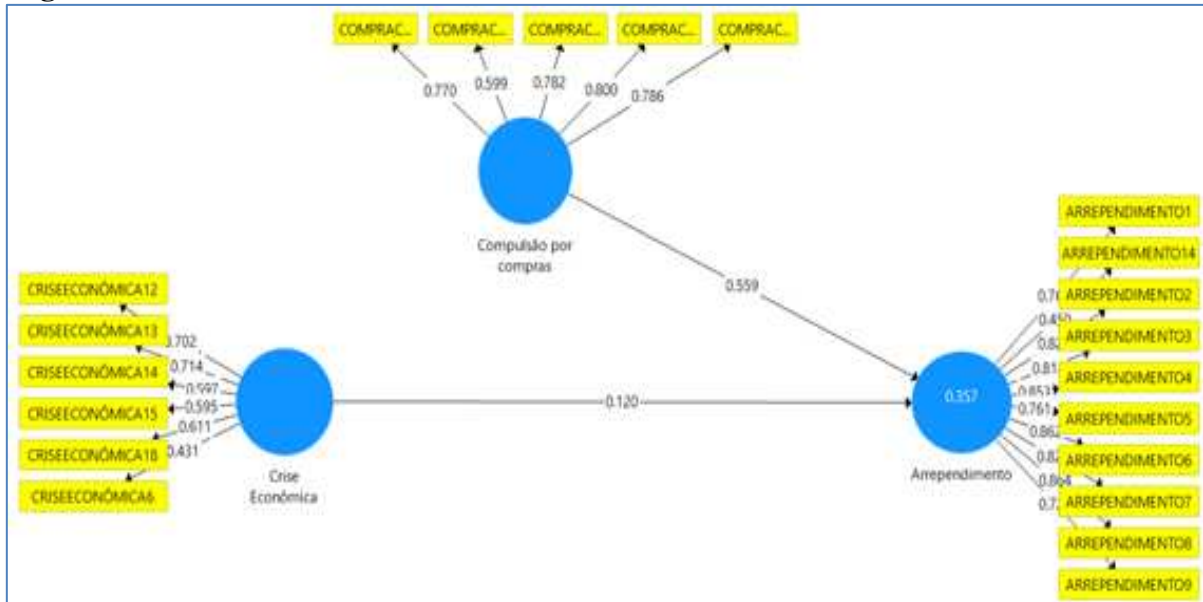 COMPRAC... COMPRAC... COMPRAC... COMPRAC... COMPRAC...
0.770 0.599 0.782 0.800 0.786
Compulsão por
compras
0.559
CRISEECONÔMICA12
CRISEECONÔMICA13
CRISEECONÔMICA14
CRISEECONÔMICA15
CRISEECONÔMICA18
CRISEECONÔMICA6
0.702
0.714
0.597
0.595
0.611
0.431
Crise
Econômica
0.120
0.357
Arrependimento
0.761
0.864
ARREPENDIMENTO1
ARREPENDIMENTO14
ARREPENDIMENTO2
ARREPENDIMENTO3
ARREPENDIMENTO4
ARREPENDIMENTO5
ARREPENDIMENTO6
ARREPENDIMENTO7
ARREPENDIMENTO8
ARREPENDIMENTO9